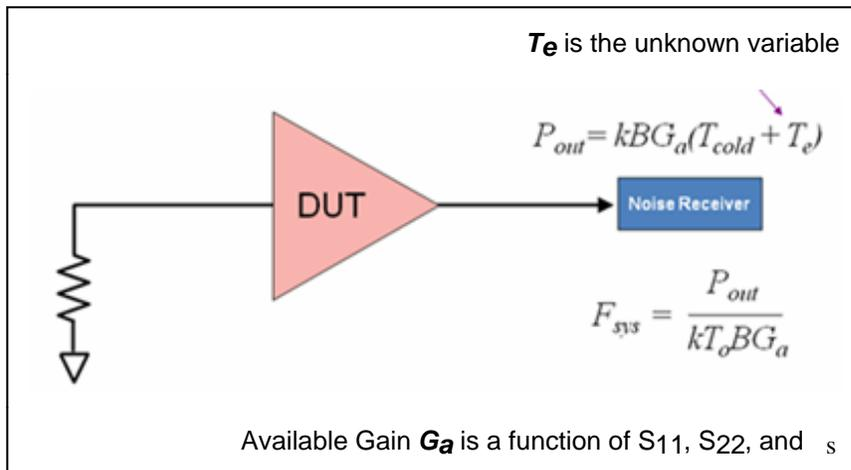 Te is the unknown variable
Pout = kBGa(Tcold + Te)
DUT
Noise Receiver
Fsys = Pout / kToBGa
Available Gain Ga is a function of S11, S22, and s